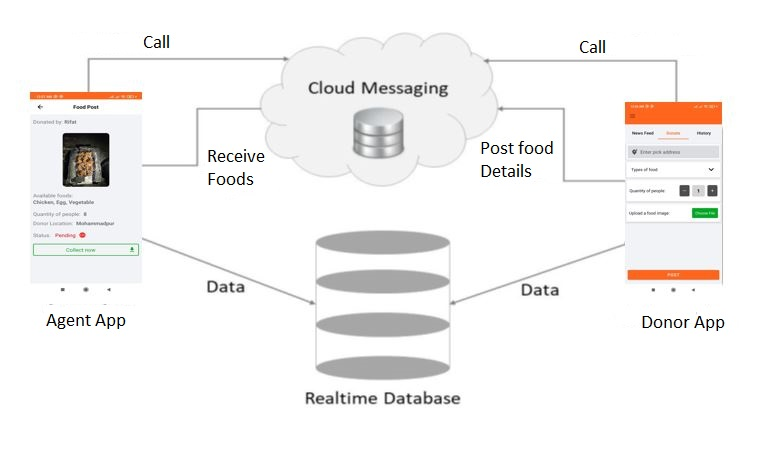 Call
Call
Cloud Messaging
Food Post
Donated by: Rifat
Available foods:
Chicken, Egg, Vegetable
Quantity of people: 8
Donor Location: Mohammadpur
Status: Pending
Collect now
Agent App
Receive
Foods
Post food
Details
News Feed Donate History
Enter pick address
Types of food
Quantity of people: 1
Upload a food image: Choose File
POST
Donor App
Data
Data
Realtime Database